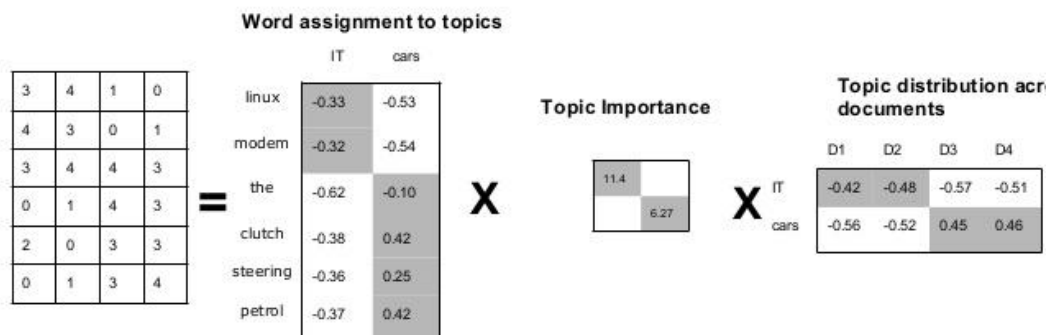 Word assignment to topics
IT cars
3 4 1 0
4 3 0 1
3 4 4 3
0 1 4 3
2 0 3 3
0 1 3 4
=
linux -0.33 -0.53
modem -0.32 -0.54
the -0.62 -0.10
clutch -0.38 0.42
steering -0.36 0.25
petrol -0.37 0.42
X
Topic Importance
11.4
6.27
X
Topic distribution acr
documents
D1 D2 D3 D4
IT -0.42 -0.48 -0.57 -0.51
cars -0.56 -0.52 0.45 0.46